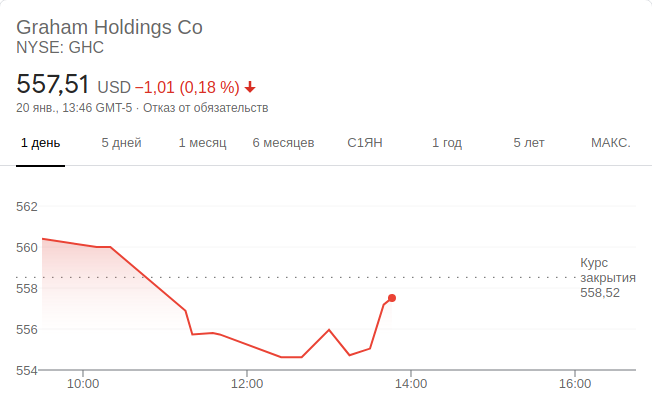 Graham Holdings Co
NYSE: GHC
557,51 USD −1,01 (0,18 %)
20 янв., 13:46 GMT-5 · Отказ от обязательств
1 день 5 дней 1 месяц 6 месяцев С1ЯН 1 год 5 лет МАКС.
562
560
Курс
закрытия
558,52
558
556
554
10:00 12:00 14:00 16:00